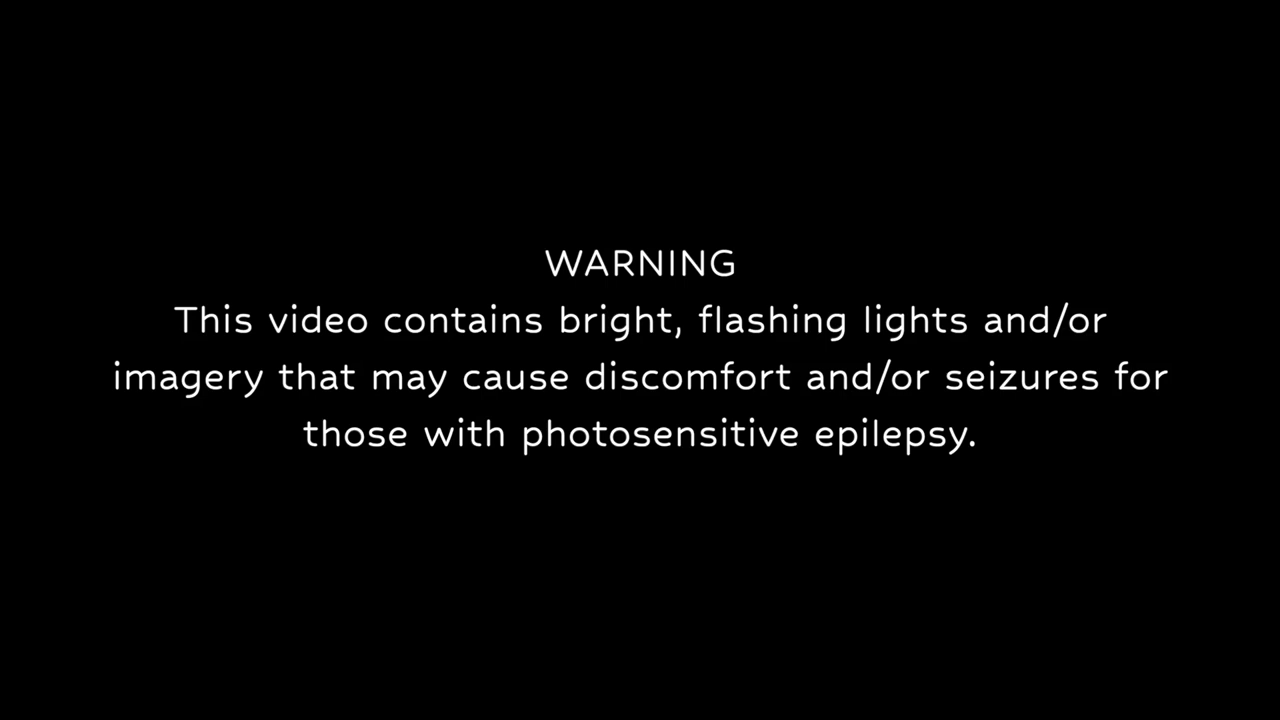 WARNING
This video contains bright, flashing lights and/or
imagery that may cause discomfort and/or seizures for
those with photosensitive epilepsy.